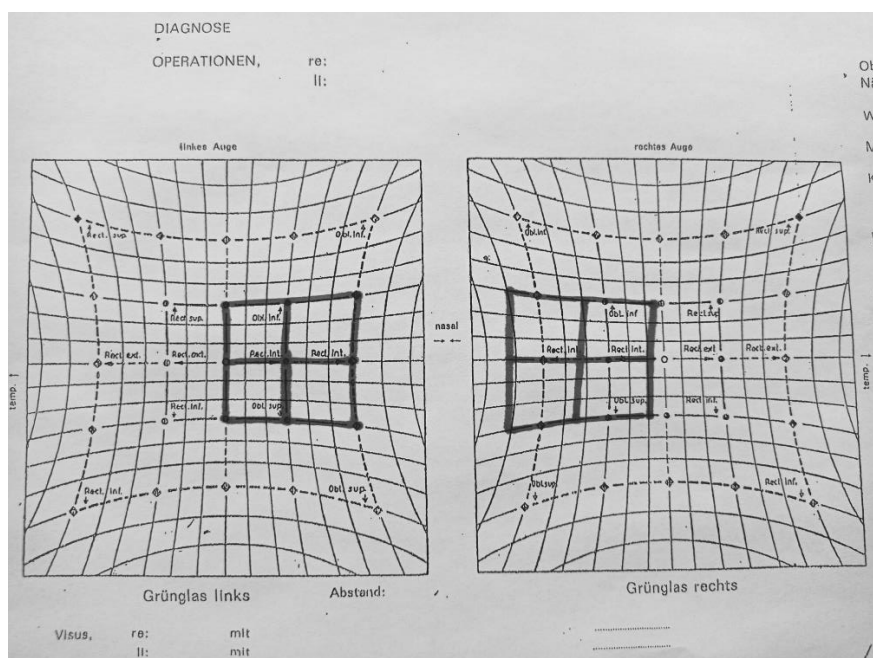 DIAGNOSE
OPERATIONEN, re:
li:
linkes Auge
rechtes Auge
Rect. sup.
Obl. Inf.
Obl.Inf.
Rect. sup.
Rect. sup.
Obl. Inf.
Obl. Inf
Rect sup
nasal
Rect. ext.
Rect. ext.
Rect. Int.
Rect. Int.
Rect. Int
Rect. Int.
Rect. ext
Rect. ext.
temp.
temp.
Rect. Inf.
Obl. sup.
Obl. sup.
Rect. Inf.
Rect. Inf.
Obl. sup.
Obl.sup
Rect. Inf.
Grünglas links
Abstand:
Grünglas rechts
Visus, re: mit
li: mit